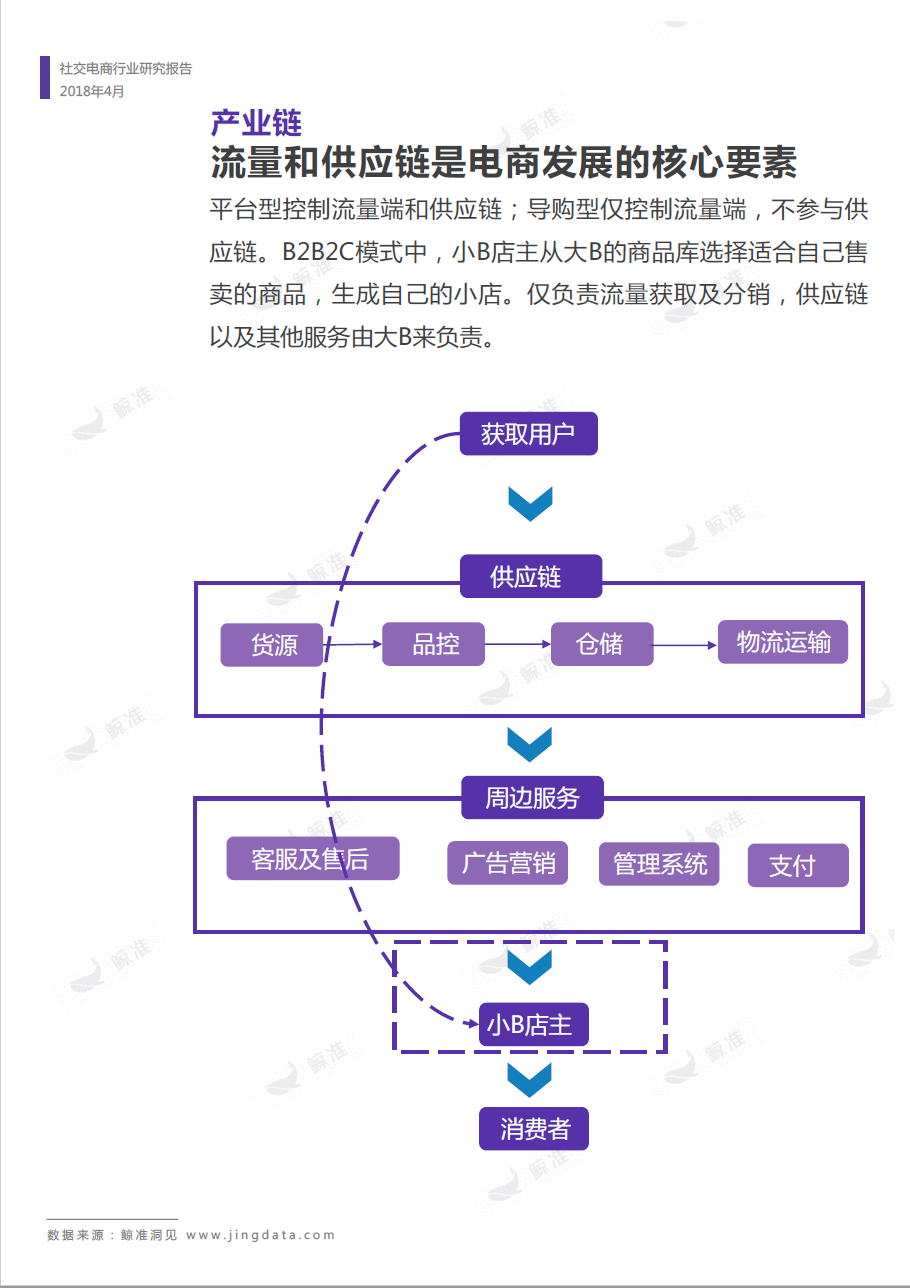 社交电商行业研究报告
2018年4月
产业链
流量和供应链是电商发展的核心要素
平台型控制流量端和供应链；导购型仅控制流量端，不参与供
应链。B2B2C模式中，小B店主从大B的商品库选择适合自己售
卖的商品，生成自己的小店。仅负责流量获取及分销，供应链
以及其他服务由大B来负责。
获取用户
供应链
货源
品控
仓储
物流运输
周边服务
客服及售后
广告营销
管理系统
支付
小B店主
消费者
数据来源：鲸准洞见 www.jingdata.com
鲸准